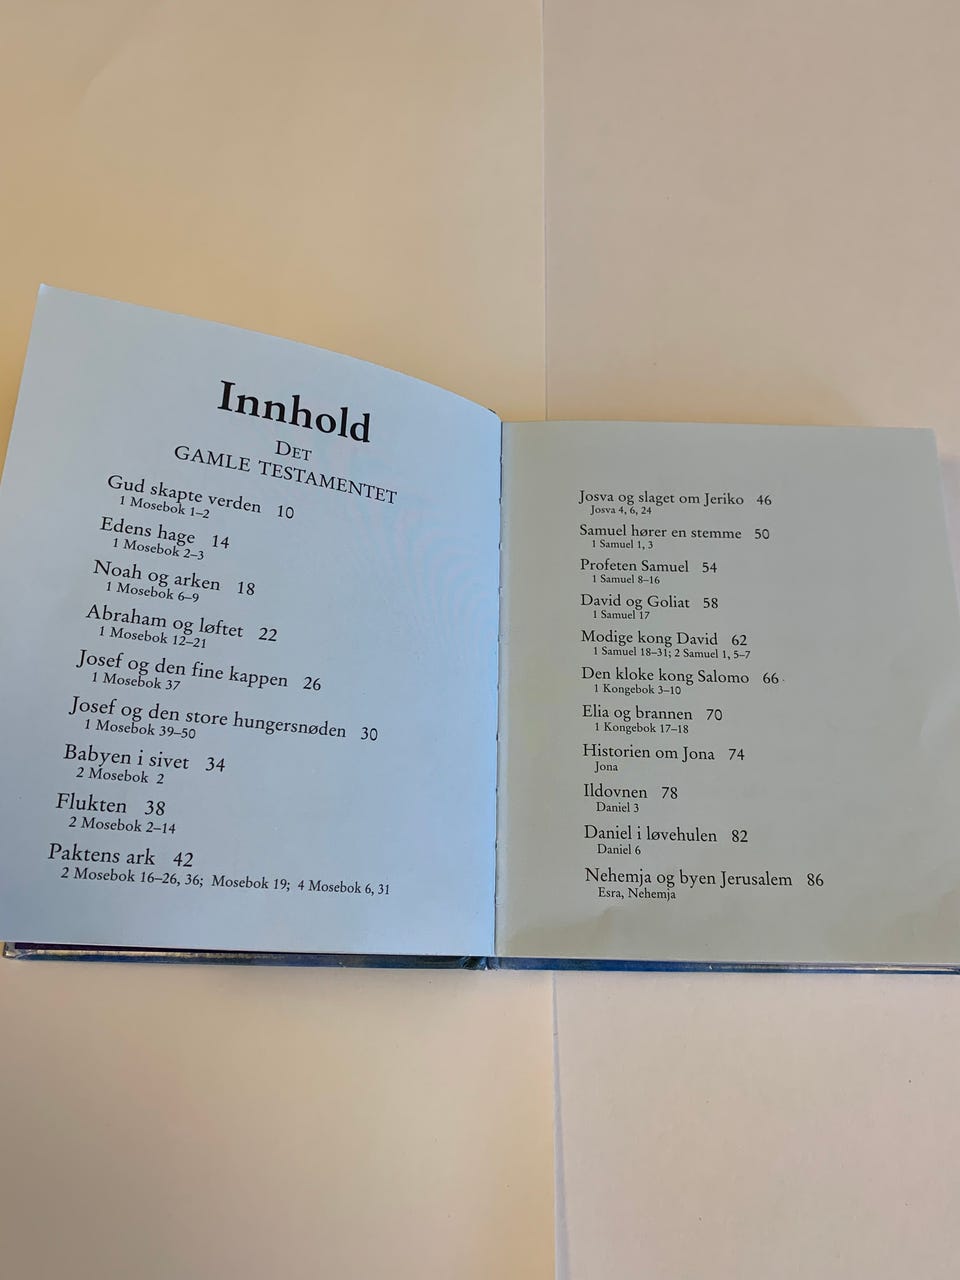 Innhold
DET
GAMLE TESTAMENTET
Gud skapte verden 10
1 Mosebok 1–2
Edens hage 14
1 Mosebok 2–3
Noah og arken 18
1 Mosebok 6–9
Abraham og løftet 22
1 Mosebok 12–21
Josef og den fine kappen 26
1 Mosebok 37
Josef og den store hungersnøden 30
1 Mosebok 39–50
Babyen i sivet 34
2 Mosebok 2
Flukten 38
2 Mosebok 2–14
Paktens ark 42
2 Mosebok 16–26, 36; Mosebok 19; 4 Mosebok 6, 31
Josva og slaget om Jeriko 46
Josva 4, 6, 24
Samuel hører en stemme 50
1 Samuel 1, 3
Profeten Samuel 54
1 Samuel 8–16
David og Goliat 58
1 Samuel 17
Modige kong David 62
1 Samuel 18–31; 2 Samuel 1, 5–7
Den kloke kong Salomo 66
1 Kongebok 3–10
Elia og brannen 70
1 Kongebok 17–18
Historien om Jona 74
Jona
Ildovnen 78
Daniel 3
Daniel i løvehulen 82
Daniel 6
Nehemja og byen Jerusalem 86
Esra, Nehemja